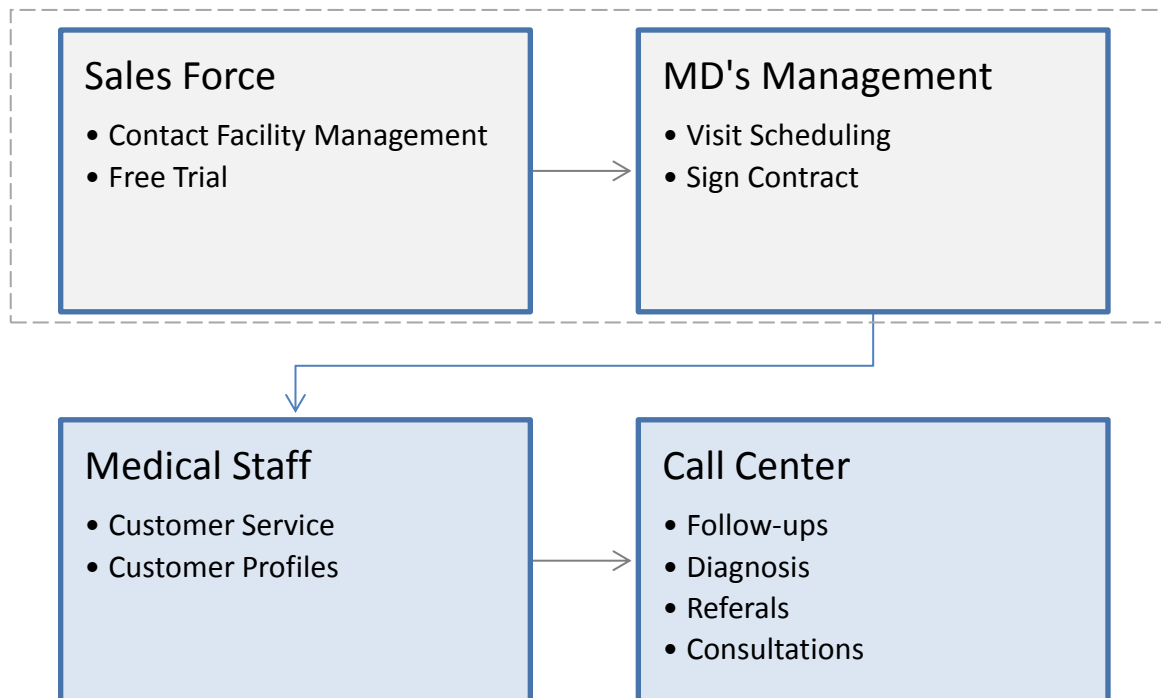 Sales Force
• Contact Facility Management
• Free Trial
MD's Management
• Visit Scheduling
• Sign Contract
Medical Staff
• Customer Service
• Customer Profiles
Call Center
• Follow-ups
• Diagnosis
• Referals
• Consultations